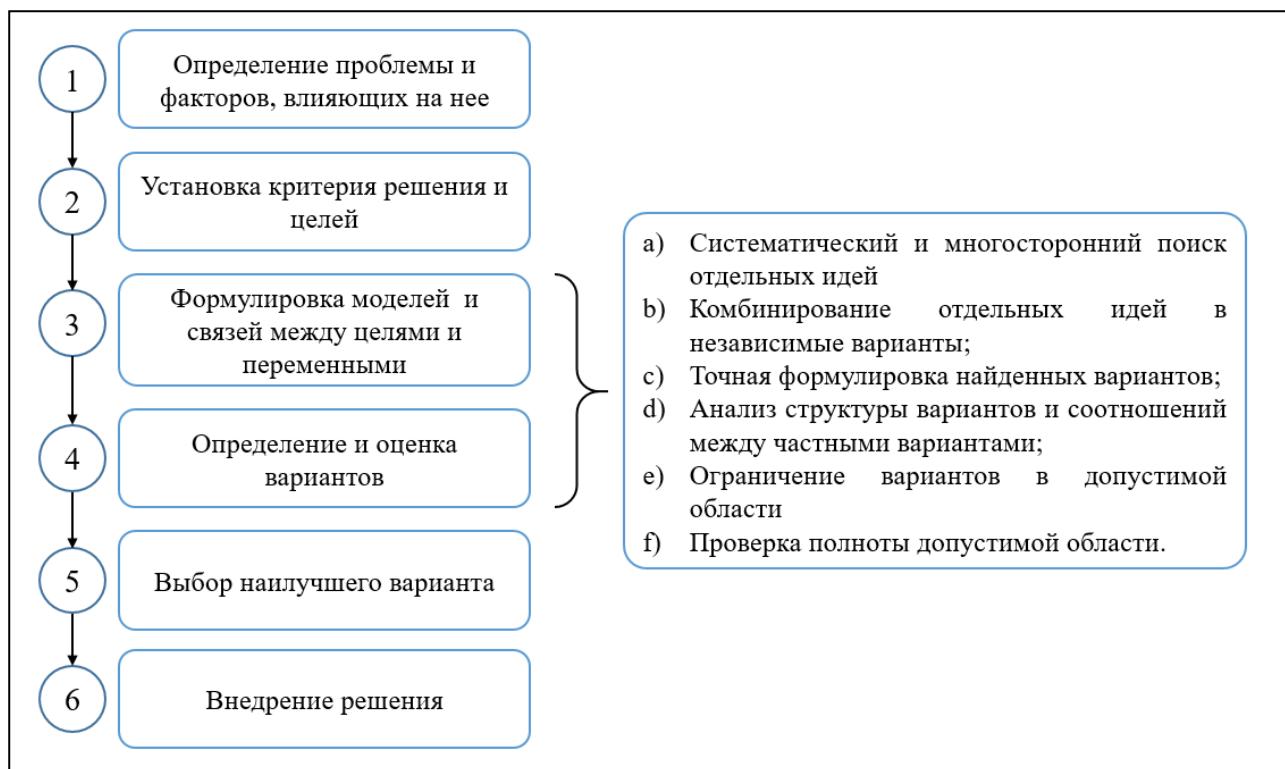 1
Определение проблемы и
факторов, влияющих на нее
2
Установка критерия решения и
целей
3
Формулировка моделей и
связей между целями и
переменными
4
Определение и оценка
вариантов
a) Систематический и многосторонний поиск
отдельных идей
b) Комбинирование отдельных идей в
независимые варианты;
c) Точная формулировка найденных вариантов;
d) Анализ структуры вариантов и соотношений
между частными вариантами;
e) Ограничение вариантов в допустимой
области
f) Проверка полноты допустимой области.
5
Выбор наилучшего варианта
6
Внедрение решения